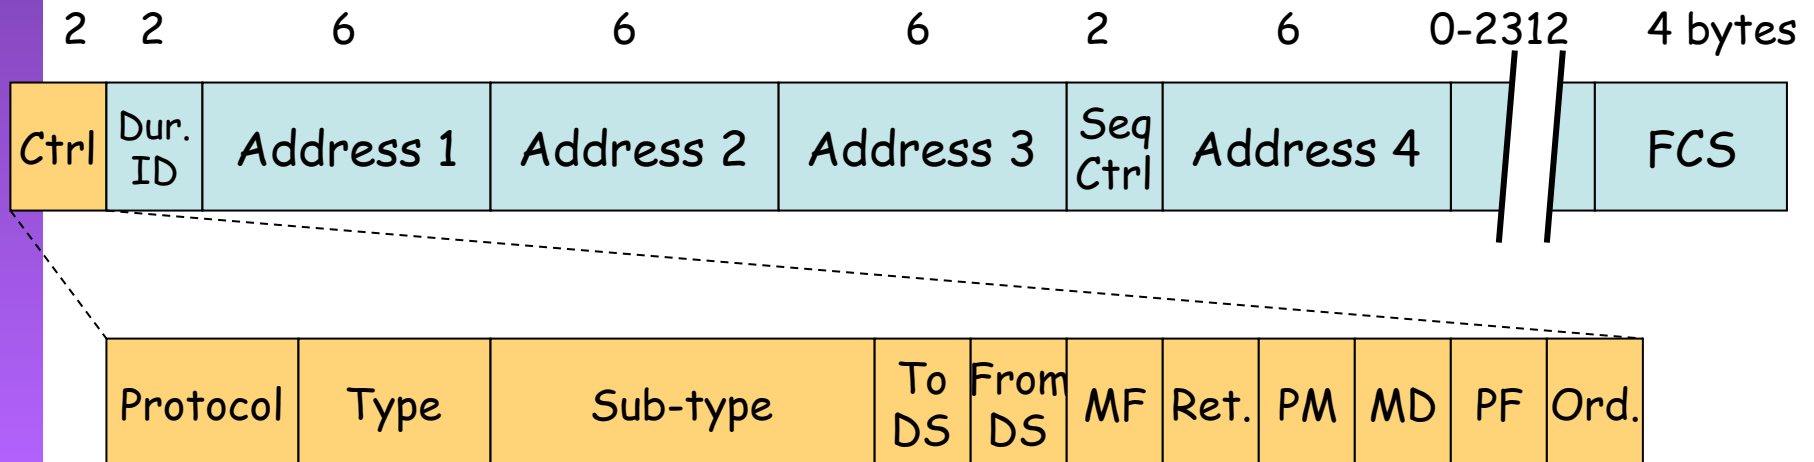 2 2 6 6 6 2 6 0-2312 4 bytes
Ctrl
Dur.
ID
Address 1
Address 2
Address 3
Seq
Ctrl
Address 4
FCS
Protocol
Type
Sub-type
To
DS
From
DS
MF
Ret.
PM
MD
PF
Ord.